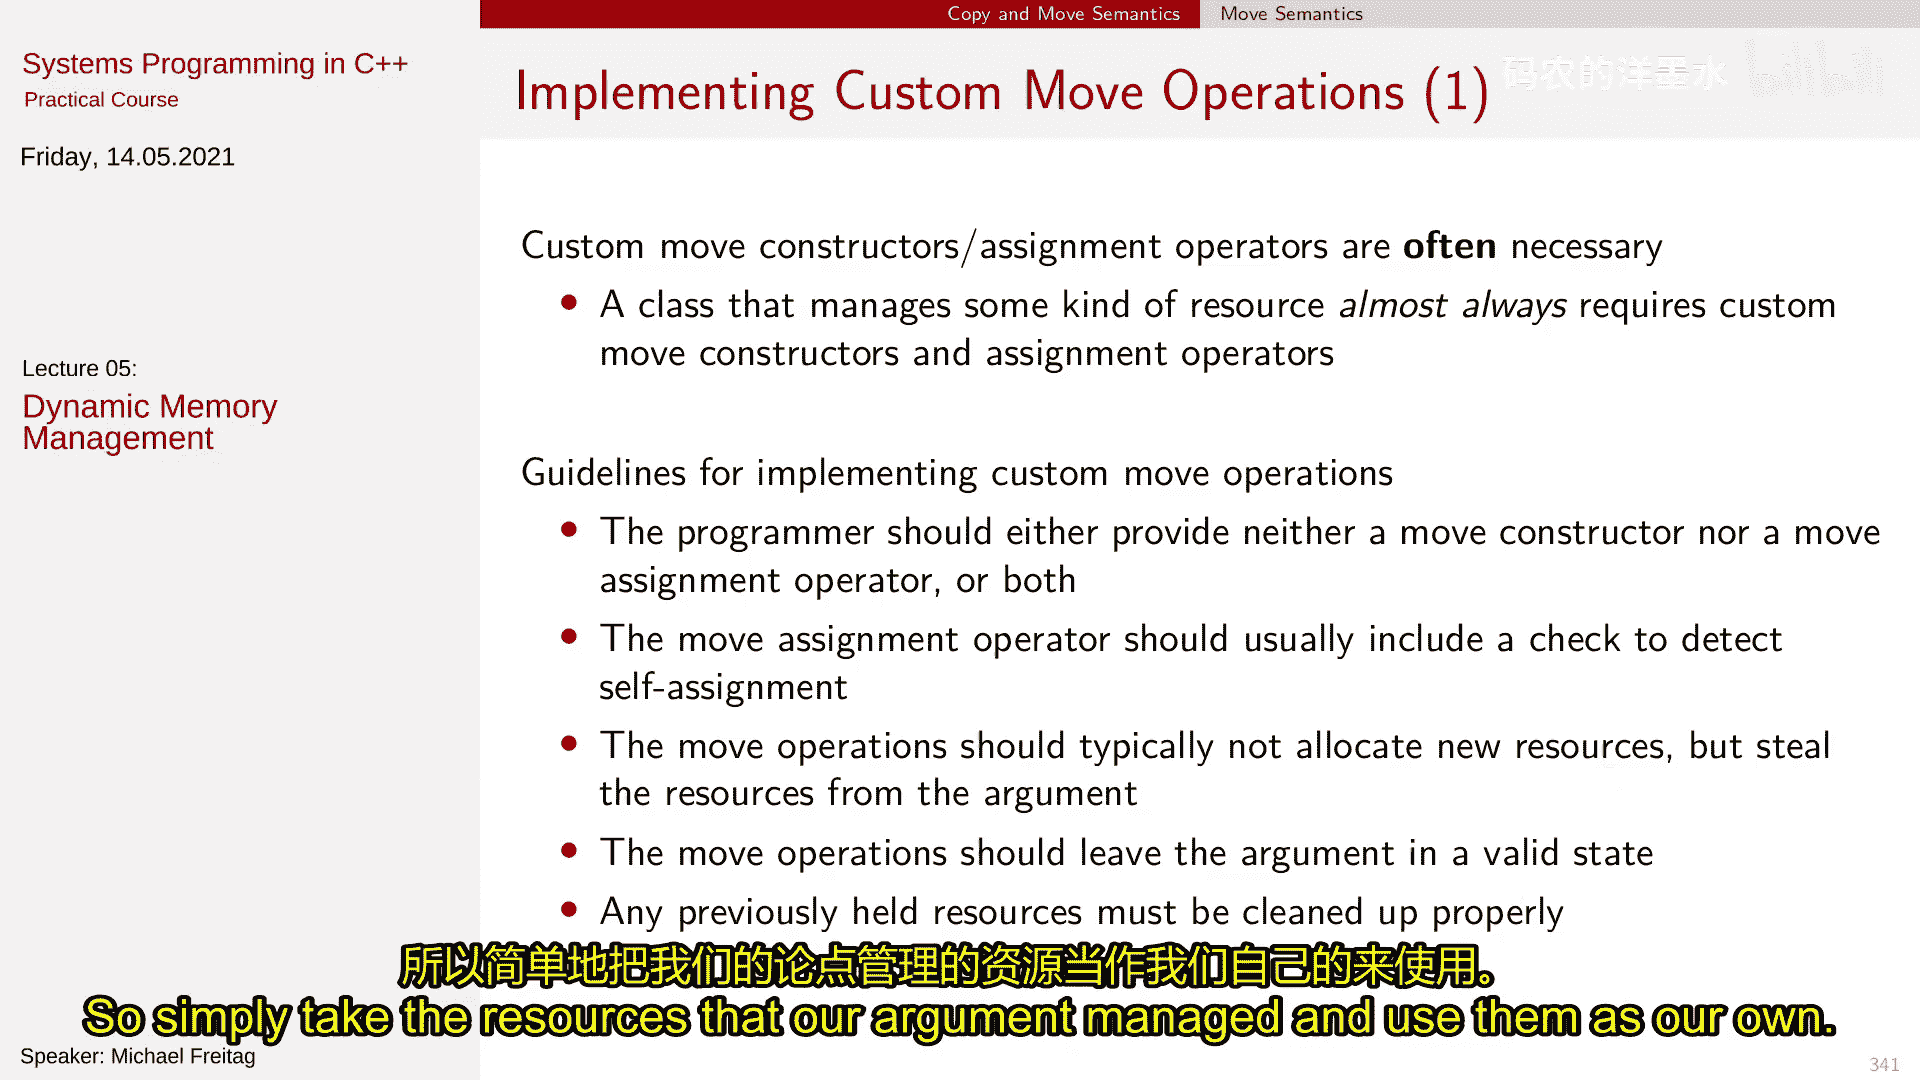 Copy and Move Semantics
Move Semantics
Systems Programming in C++
Practical Course
Friday, 14.05.2021
Lecture 05:
Dynamic Memory
Management
Implementing Custom Move Operations (1)
码农的洋墨水
bilibili
Custom move constructors/assignment operators are often necessary
• A class that manages some kind of resource almost always requires custom
move constructors and assignment operators
Guidelines for implementing custom move operations
• The programmer should either provide neither a move constructor nor a move
assignment operator, or both
• The move assignment operator should usually include a check to detect
self-assignment
• The move operations should typically not allocate new resources, but steal
the resources from the argument
• The move operations should leave the argument in a valid state
• Any previously held resources must be cleaned up properly
所以简单地把我们的论点管理的资源当作我们自己的来使用。
So simply take the resources that our argument managed and use them as our own.
Speaker: Michael Freitag
341